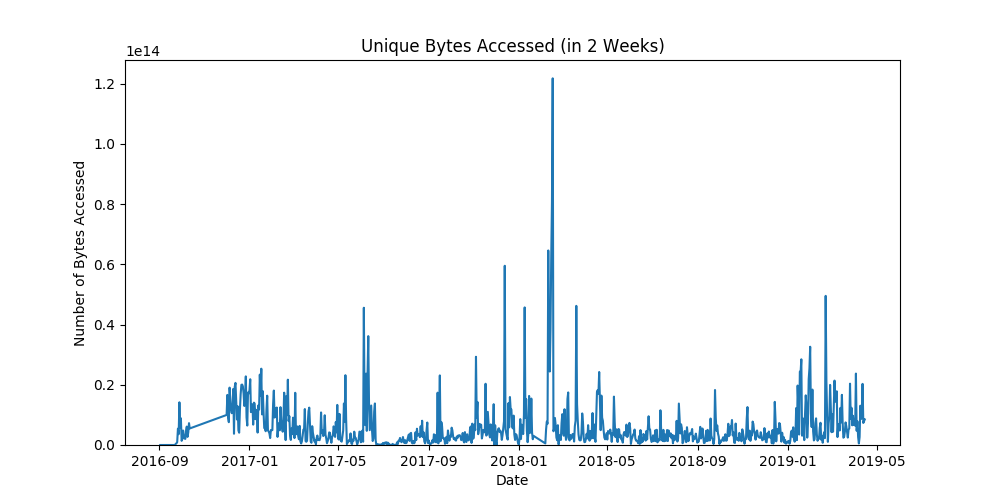 Unique Bytes Accessed (in 2 Weeks)
1e14
1.2
1.0
0.8
0.6
0.4
0.2
0.0
Number of Bytes Accessed
2016-09 2017-01 2017-05 2017-09 2018-01 2018-05 2018-09 2019-01 2019-05
Date